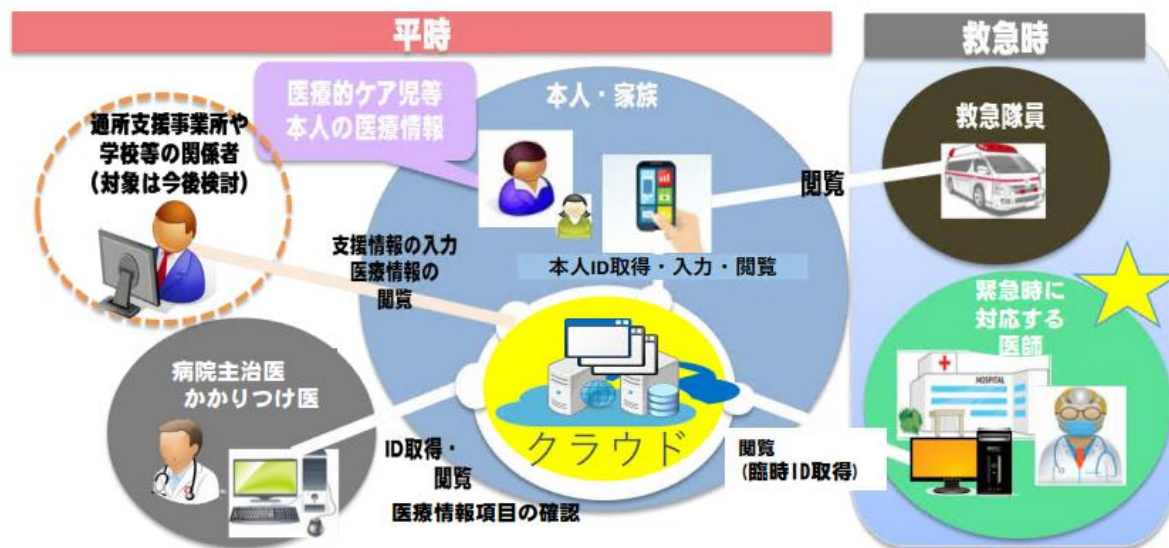 平時
救急時
医療的ケア児等
本人の医療情報
本人・家族
救急隊員
通所支援事業所や
学校等の関係者
(対象は今後検討)
閲覧
支援情報の入力
医療情報の
閲覧
本人ID取得・入力・閲覧
緊急時に
対応する
医師
HOSPITAL
病院主治医
かかりつけ医
クラウド
ID取得・
閲覧
閲覧
(臨時ID取得)
医療情報項目の確認